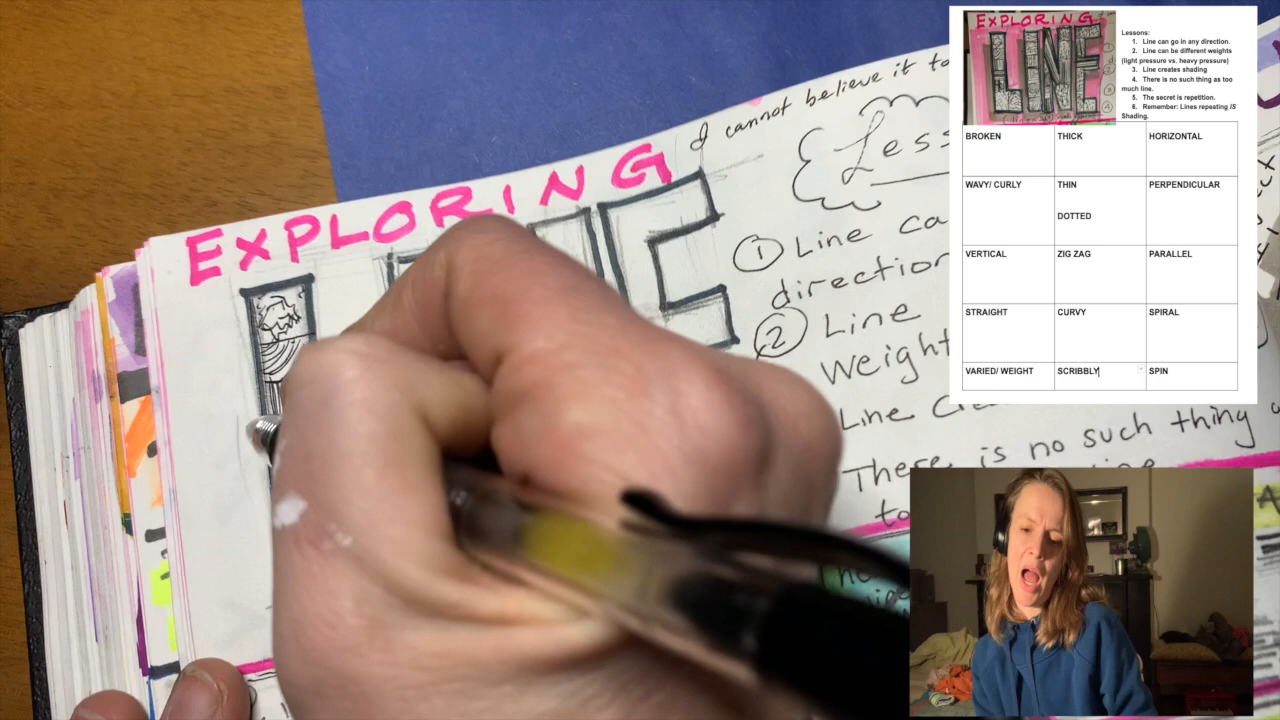 EXPLORING
I cannot believe it to
Less
① Line ca
direction
② Line
Weight
Line
There is no such thing
to
EXPLORING
LINE
Lessons:
1. Line can go in any direction.
2. Line can be different weights
(light pressure vs. heavy pressure)
3. Line creates shading
4. There is no such thing as too
much line.
5. The secret is repetition.
6. Remember: Lines repeating IS
Shading.
BROKEN THICK HORIZONTAL
WAVY/ CURLY THIN PERPENDICULAR
DOTTED
VERTICAL ZIG ZAG PARALLEL
STRAIGHT CURVY SPIRAL
VARIED/ WEIGHT SCRIBBLY SPIN